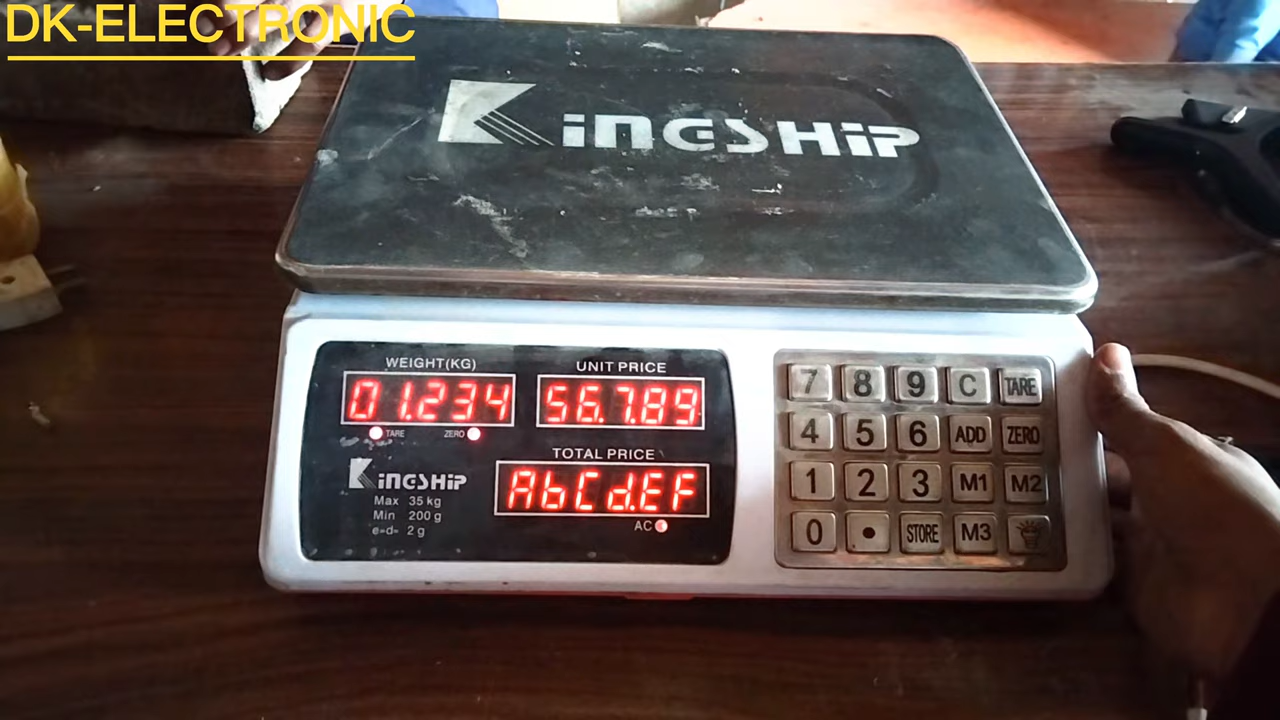 DK-ELECTRONIC
KINGSHIP
WEIGHT(KG)
01.234
TARE ZERO
UNIT PRICE
56.7.89
TOTAL PRICE
AbCd.EF
AC
KINGSHIP
Max 35 kg
Min 200 g
e=d= 2 g
7 8 9 C TARE
4 5 6 ADD ZERO
1 2 3 M1 M2
0 • STORE M3